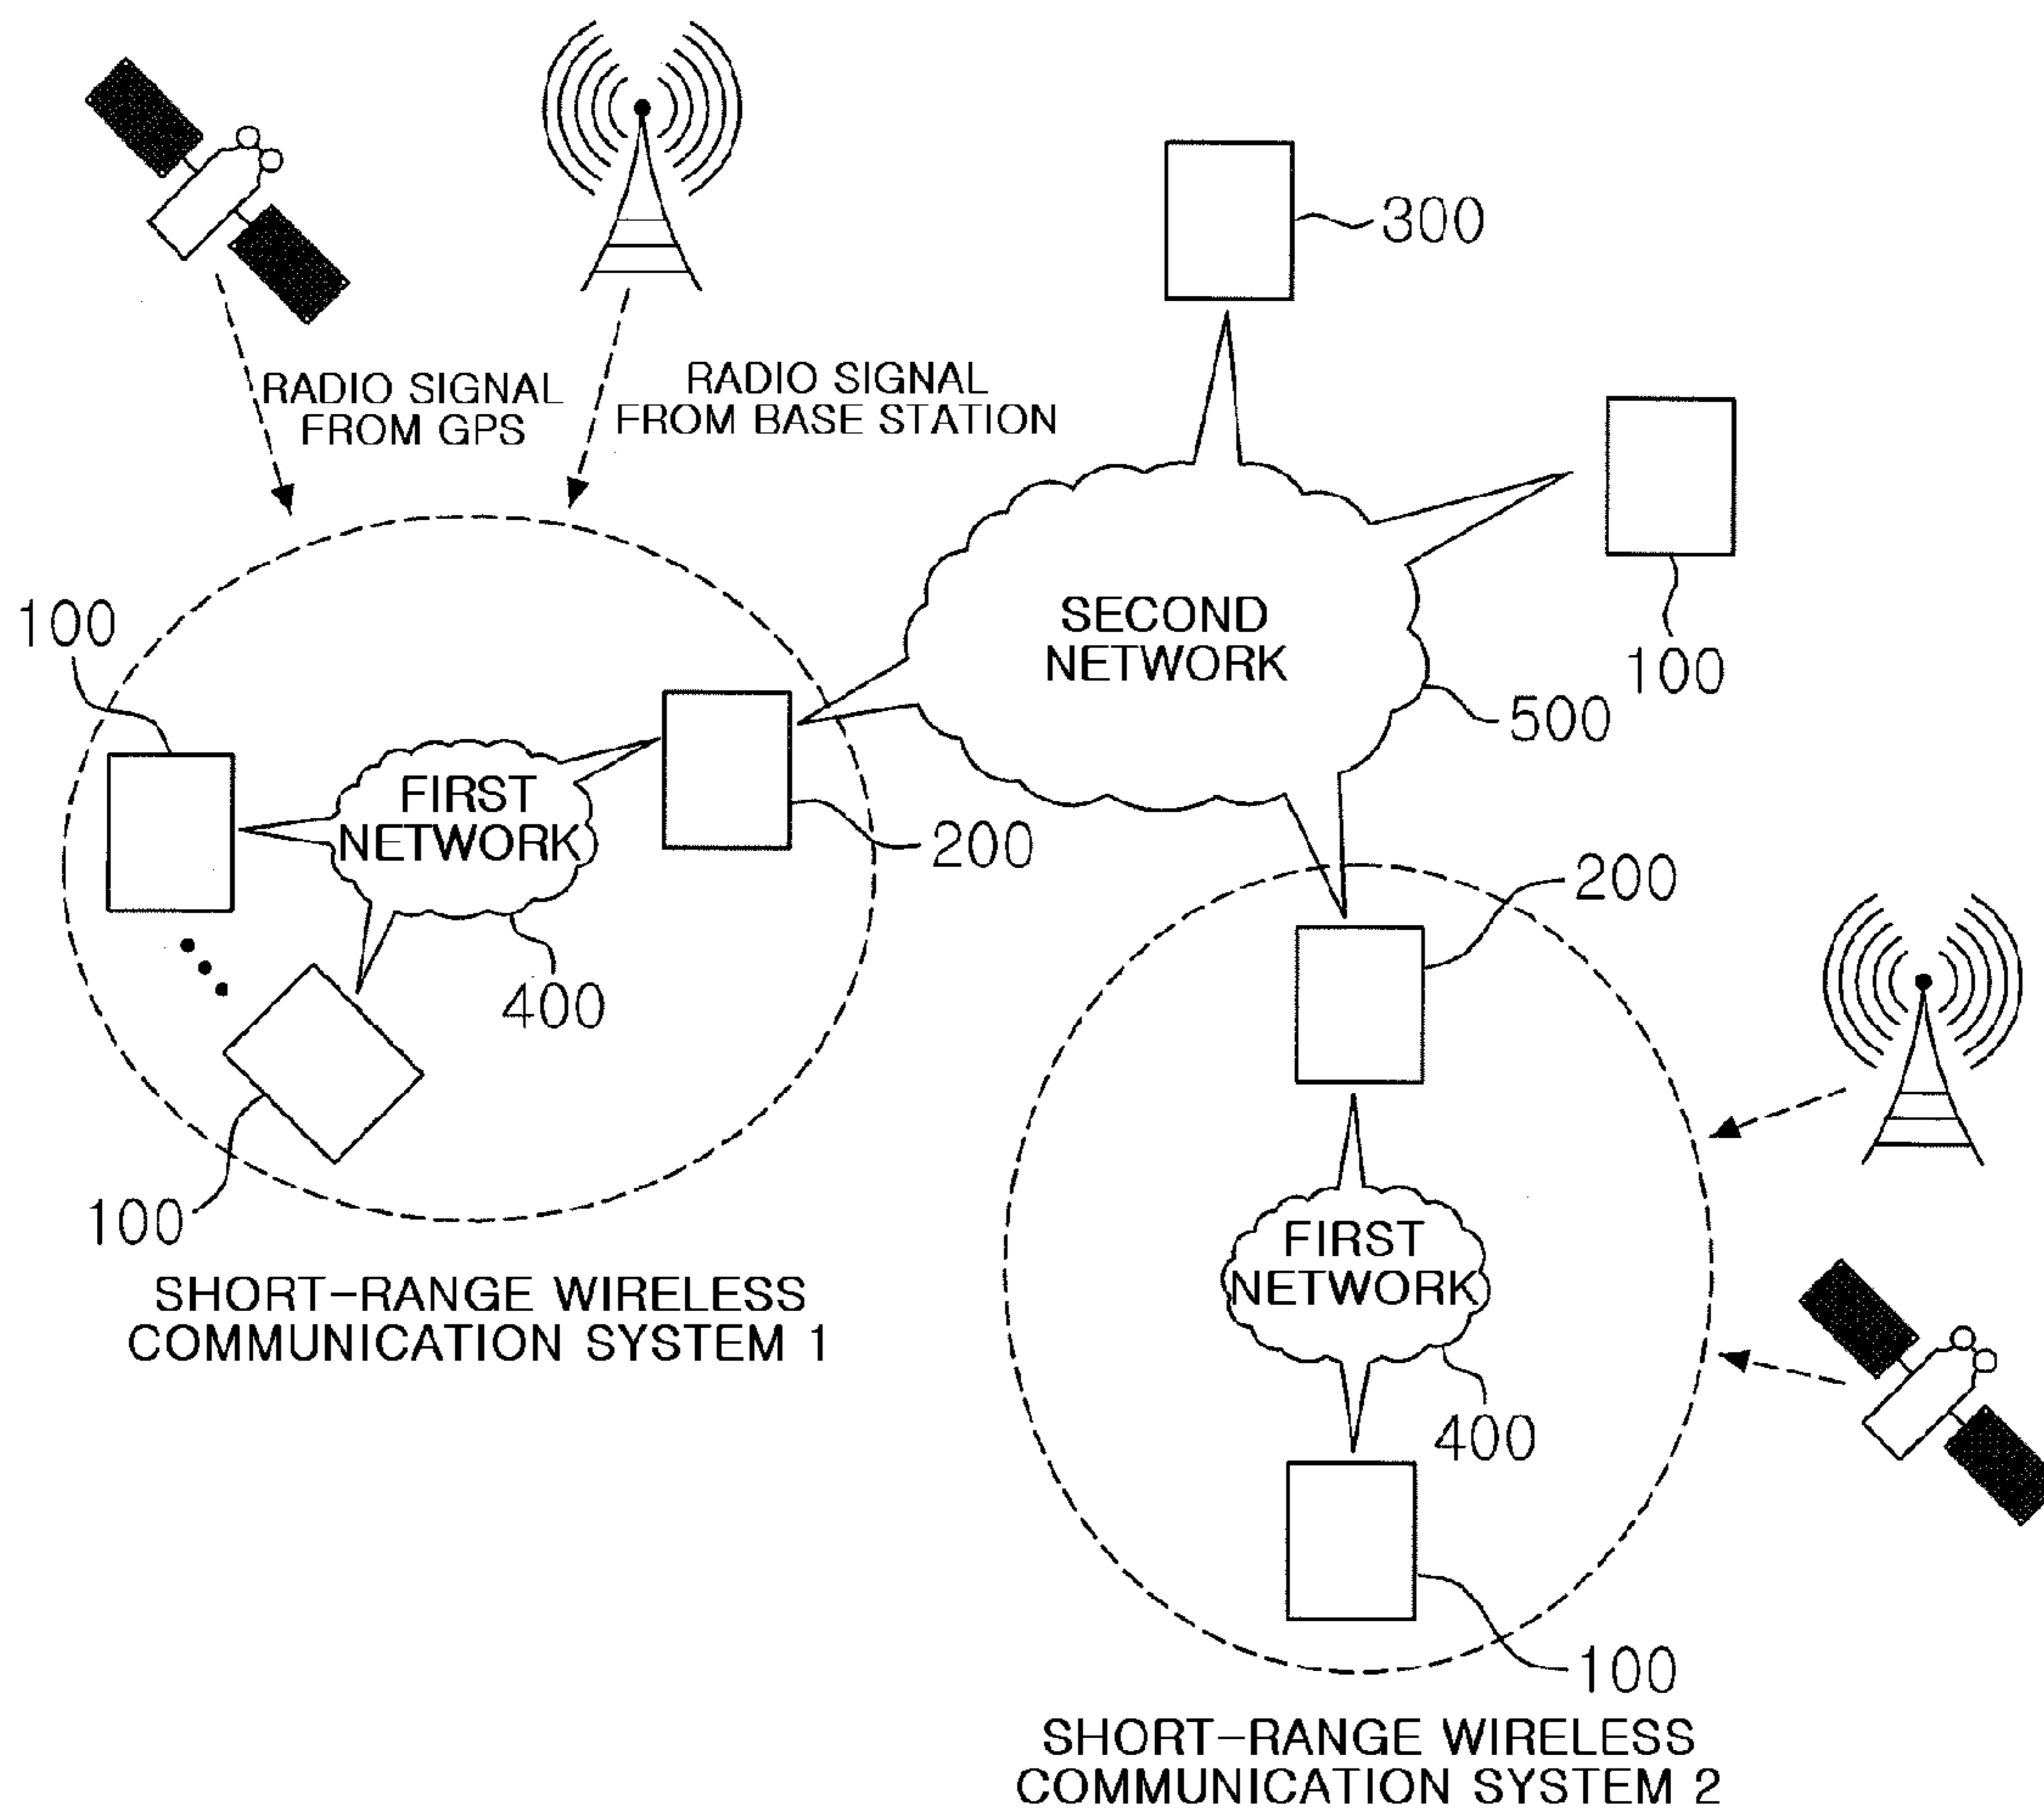 300
RADIO SIGNAL
FROM GPS
RADIO SIGNAL
FROM BASE STATION
100
SECOND
NETWORK
100
500
FIRST
NETWORK
200
400
100
200
SHORT-RANGE WIRELESS
COMMUNICATION SYSTEM 1
FIRST
NETWORK
400
100
SHORT-RANGE WIRELESS
COMMUNICATION SYSTEM 2